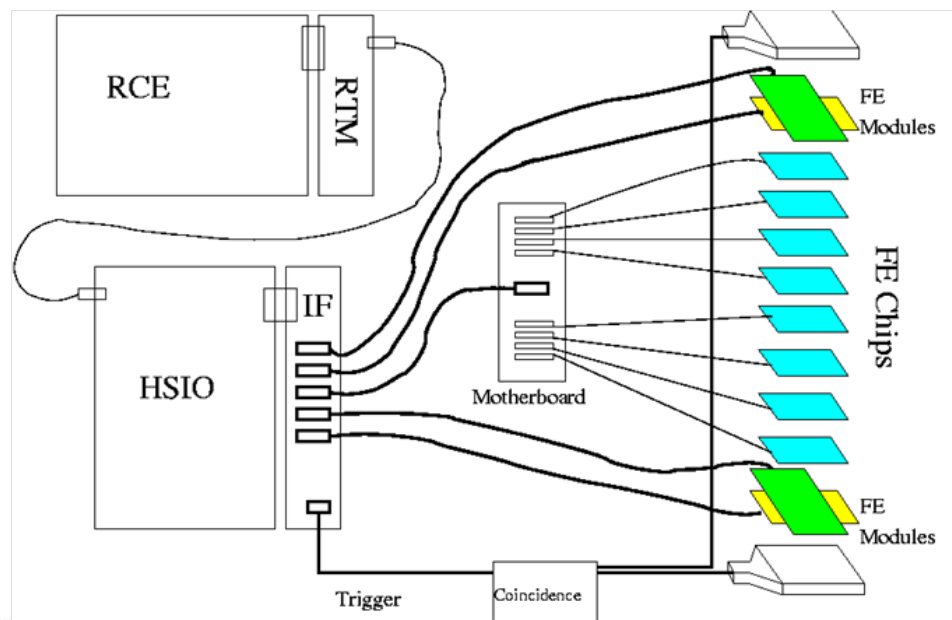 RCE
RTM
FE
Modules
IF
HSIO
FE Chips
Motherboard
FE
Modules
Trigger
Coincidence